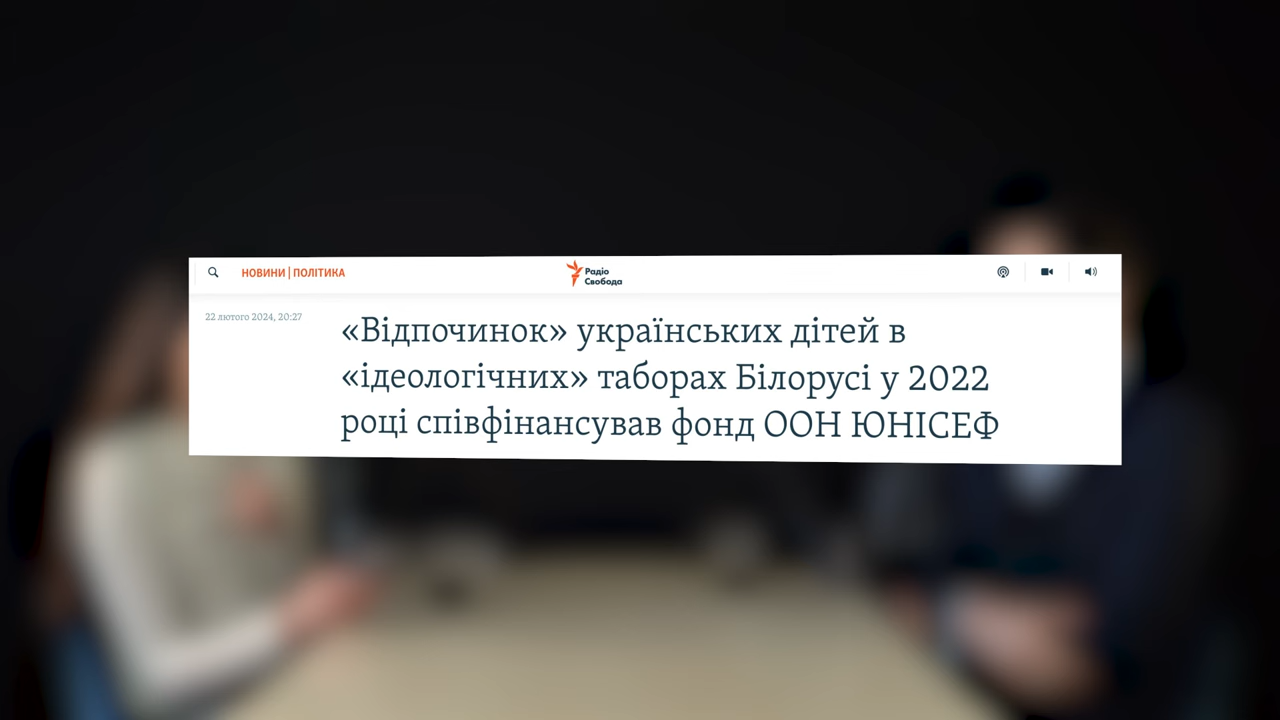 НОВИНИ | ПОЛІТИКА
Радіо
Свобода
22 лютого 2024, 20:27
«Відпочинок» українських дітей в
«ідеологічних» таборах Білорусі у 2022
році співфінансував фонд ООН ЮНІСЕФ